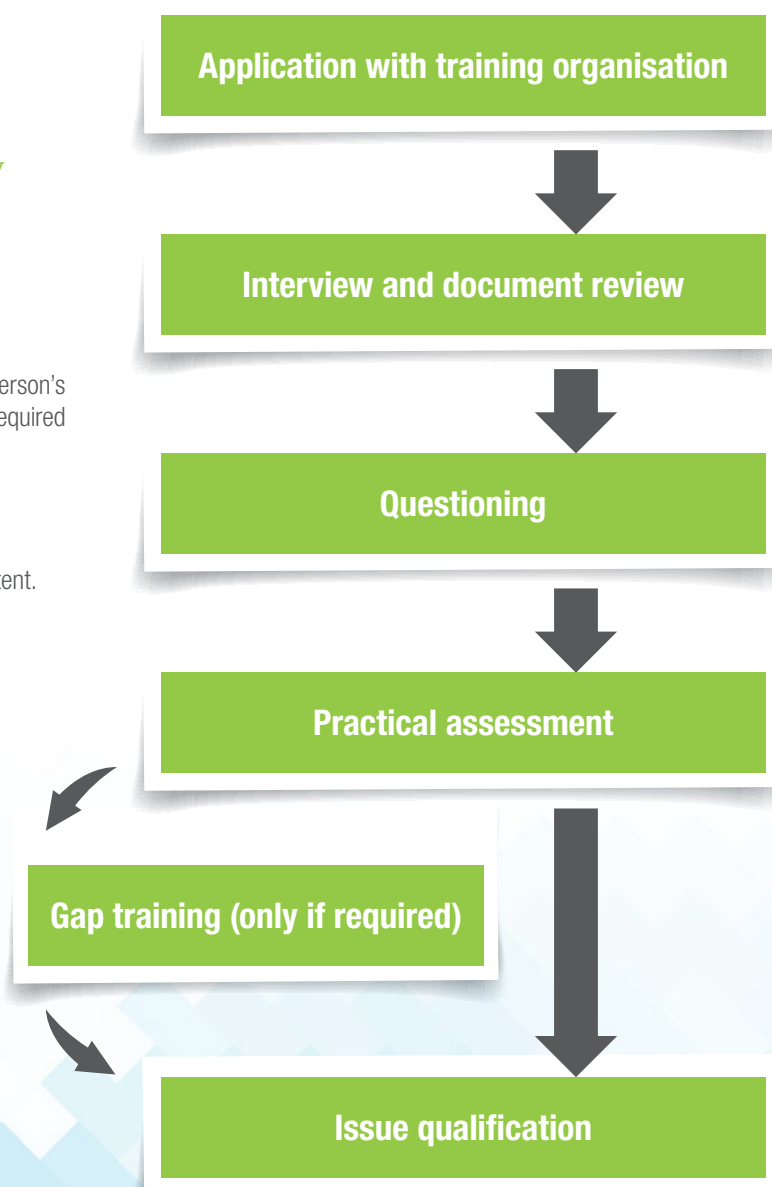 Application with training organisation
Interview and document review
erson's
equired
Questioning
tent.
Practical assessment
Gap training (only if required)
Issue qualification